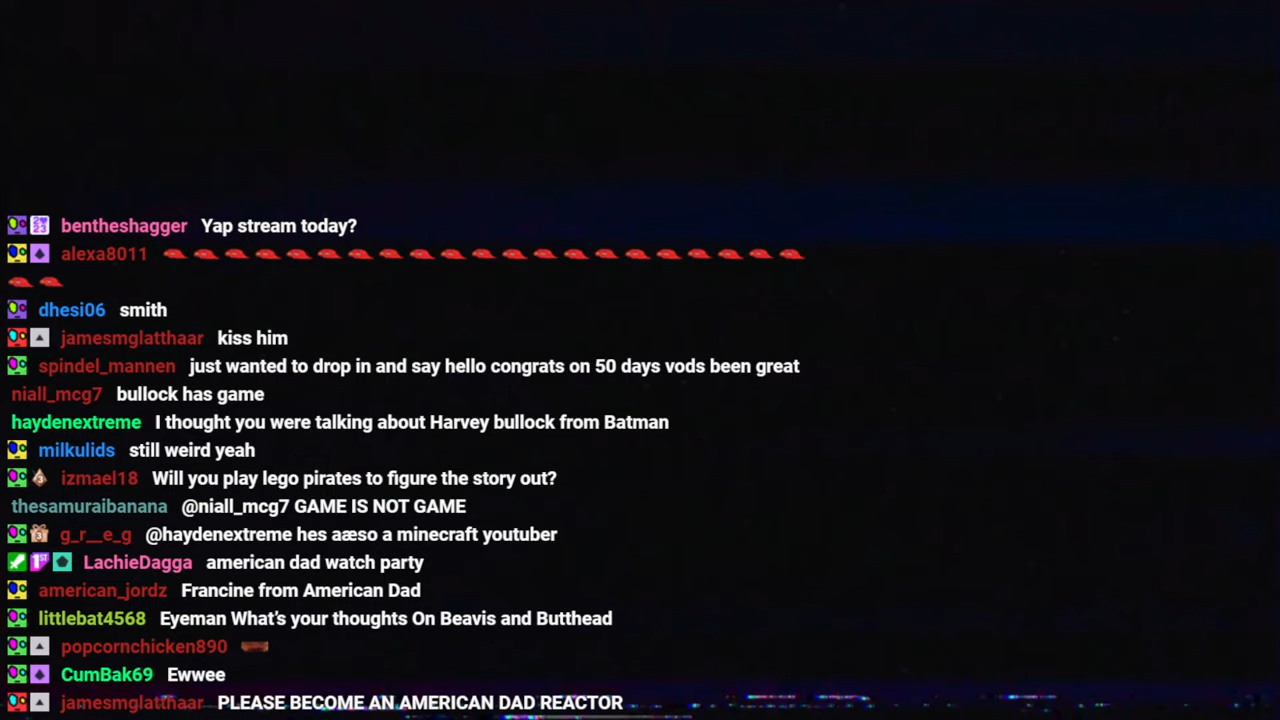 bentheshagger Yap stream today?
alexa8011
dhesi06 smith
jamesmglatthaar kiss him
spindel_mannen just wanted to drop in and say hello congrats on 50 days vods been great
niall_mcg7 bullock has game
haydenextreme I thought you were talking about Harvey bullock from Batman
milkulids still weird yeah
izmael18 Will you play lego pirates to figure the story out?
thesamuraibanana @niall_mcg7 GAME IS NOT GAME
g_r__e_g @haydenextreme hes aæso a minecraft youtuber
LachieDagga american dad watch party
american_jordz Francine from American Dad
littlebat4568 Eyeman What's your thoughts On Beavis and Butthead
popcornchicken890
CumBak69 Ewwee
jamesmglatthaar PLEASE BECOME AN AMERICAN DAD REACTOR